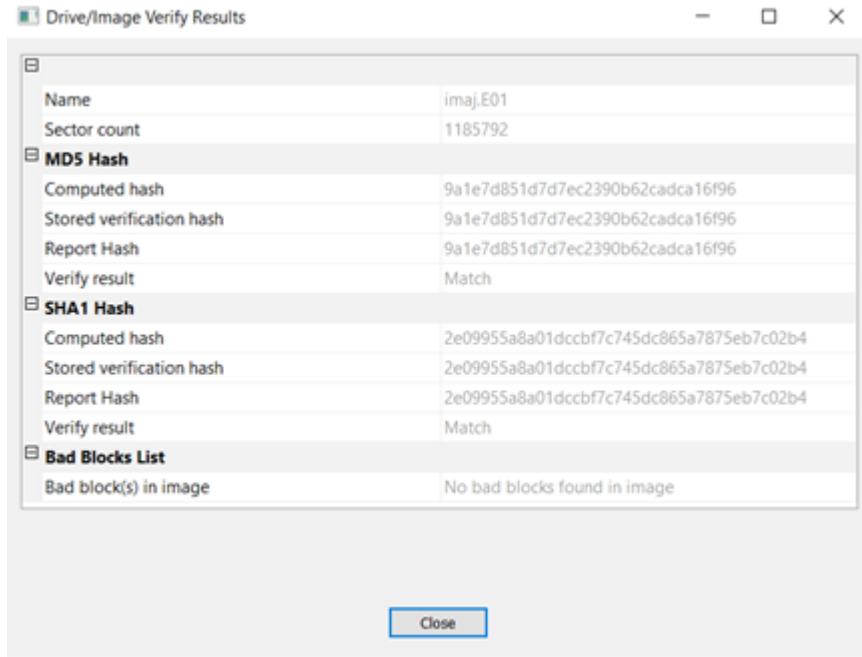 Drive/Image Verify Results
Name imaj.E01
Sector count 1185792
MD5 Hash
Computed hash 9a1e7d851d7d7ec2390b62cadca16f96
Stored verification hash 9a1e7d851d7d7ec2390b62cadca16f96
Report Hash 9a1e7d851d7d7ec2390b62cadca16f96
Verify result Match
SHA1 Hash
Computed hash 2e09955a8a01dccbf7c745dc865a7875eb7c02b4
Stored verification hash 2e09955a8a01dccbf7c745dc865a7875eb7c02b4
Report Hash 2e09955a8a01dccbf7c745dc865a7875eb7c02b4
Verify result Match
Bad Blocks List
Bad block(s) in image No bad blocks found in image
Close